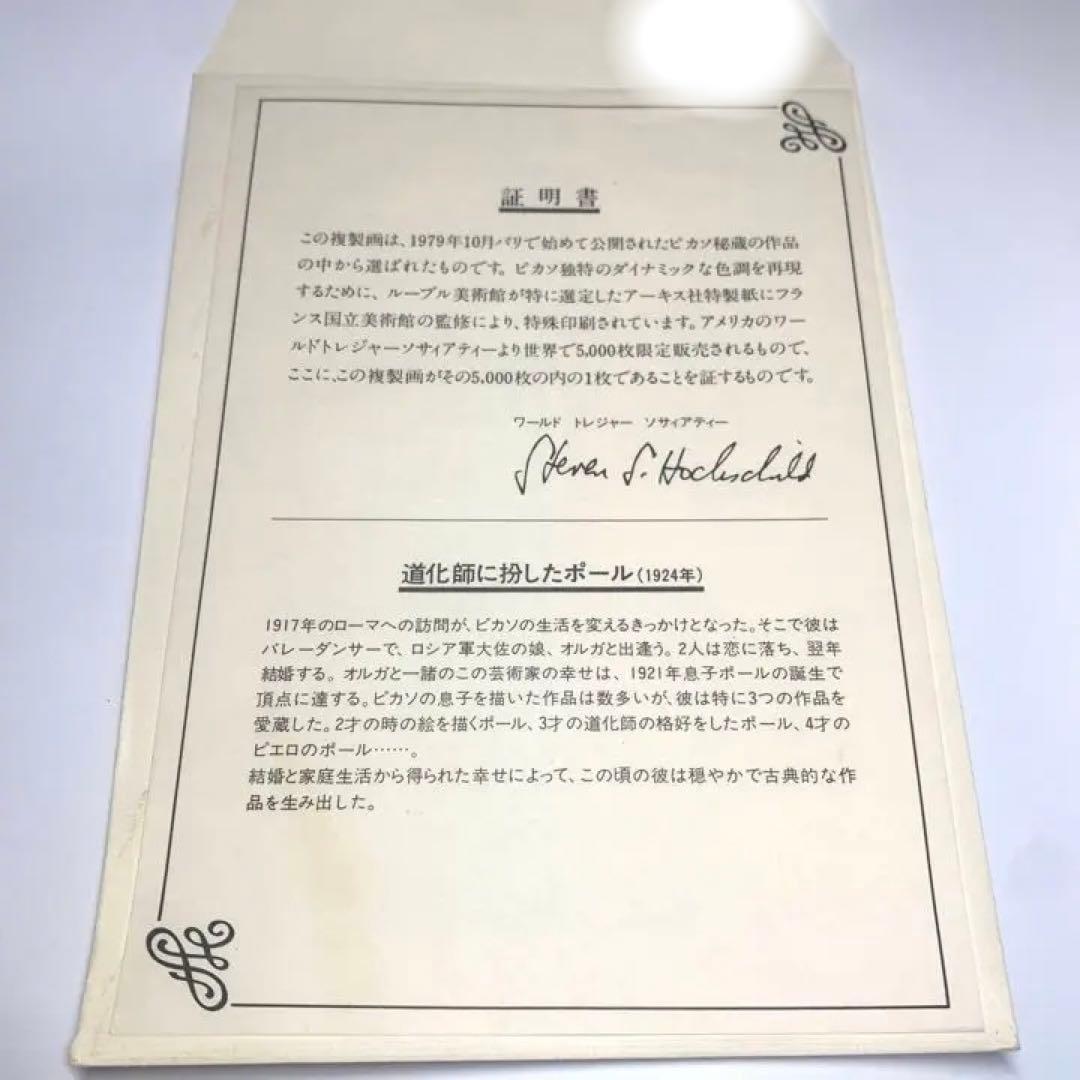 証明書
この複製画は、1979年10月パリで始めて公開されたピカソ秘蔵の作品
の中から選ばれたものです。ピカソ独特のダイナミックな色調を再現
するために、ルーブル美術館が特に選定したアーキス社特製紙にフラ
ンス国立美術館の監修により、特殊印刷されています。アメリカのワー
ルドトレジャーソサィアティーより世界で5,000枚限定販売されるもので、
ここに、この複製画がその5,000枚の内の1枚であることを証するものです。
ワールド トレジャー ソサィアティー
Steven S. Hochschild
道化師に扮したポール(1924年)
1917年のローマへの訪問が、ピカソの生活を変えるきっかけとなった。そこで彼は
バレーダンサーで、ロシア軍大佐の娘、オルガと出逢う。2人は恋に落ち、翌年
結婚する。オルガと一諸のこの芸術家の幸せは、1921年息子ポールの誕生で
頂点に達する。ピカソの息子を描いた作品は数多いが、彼は特に3つの作品を
愛蔵した。2才の時の絵を描くポール、3才の道化師の格好をしたポール、4才の
ピエロのポール……。
結婚と家庭生活から得られた幸せによって、この頃の彼は穏やかで古典的な作
品を生み出した。